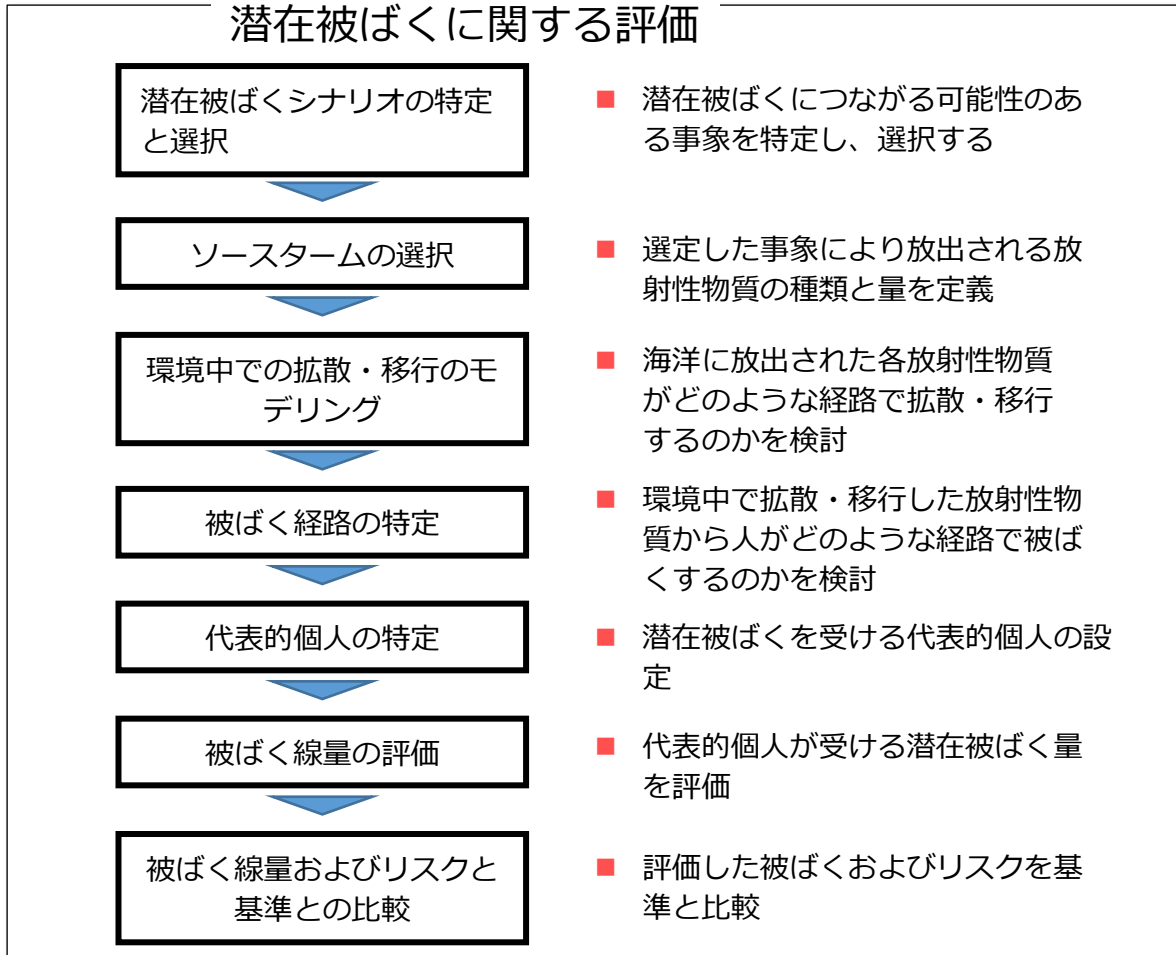 潜在被ばくに関する評価
潜在被ばくシナリオの特定
と選択
■ 潜在被ばくにつながる可能性のあ
る事象を特定し、選択する
ソースタームの選択
■ 選定した事象により放出される放
射性物質の種類と量を定義
環境中での拡散・移行のモ
デリング
■ 海洋に放出された各放射性物質
がどのような経路で拡散・移行
するのかを検討
被ばく経路の特定
■ 環境中で拡散・移行した放射性物
質から人がどのような経路で被ば
くするのかを検討
代表的個人の特定
■ 潜在被ばくを受ける代表的個人の設
定
被ばく線量の評価
■ 代表的個人が受ける潜在被ばく量
を評価
被ばく線量およびリスクと
基準との比較
■ 評価した被ばくおよびリスクを基
準と比較